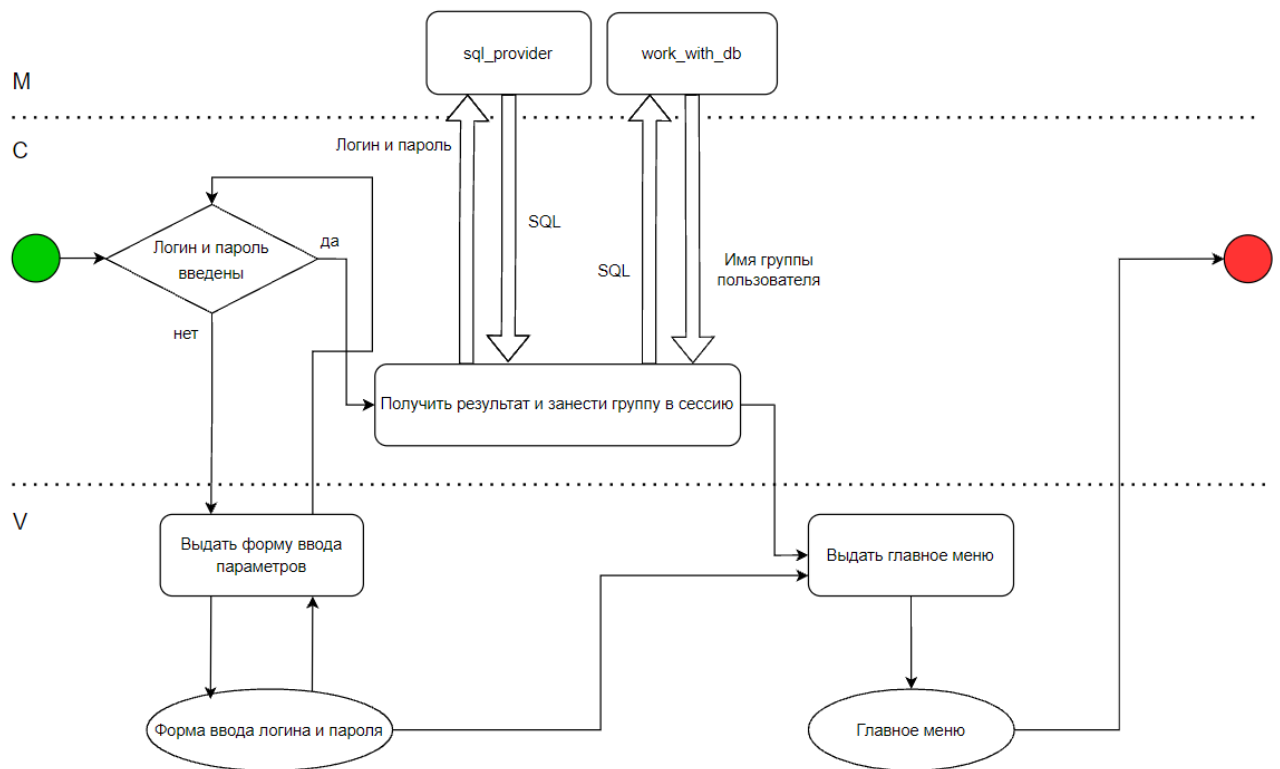 sql_provider
work_with_db
M
C
Логин и пароль
SQL
SQL
Имя группы
пользователя
Логин и пароль
введены
да
нет
Получить результат и занести группу в сессию
V
Выдать форму ввода
параметров
Выдать главное меню
Форма ввода логина и пароля
Главное меню